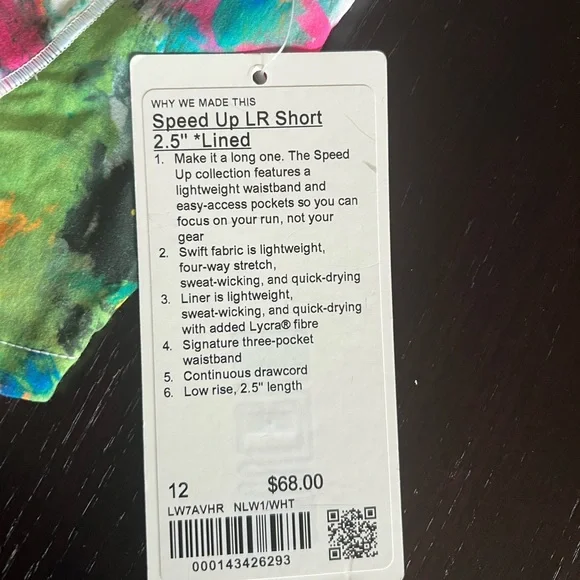 WHY WE MADE THIS
Speed Up LR Short
2.5" *Lined
1. Make it a long one. The Speed
Up collection features a
lightweight waistband and
easy-access pockets so you can
focus on your run, not your
gear
2. Swift fabric is lightweight,
four-way stretch,
sweat-wicking, and quick-drying
3. Liner is lightweight,
sweat-wicking, and quick-drying
with added Lycra® fibre
4. Signature three-pocket
waistband
5. Continuous drawcord
6. Low rise, 2.5" length
12 $68.00
LW7AVHR NLW1/WHT
000143426293